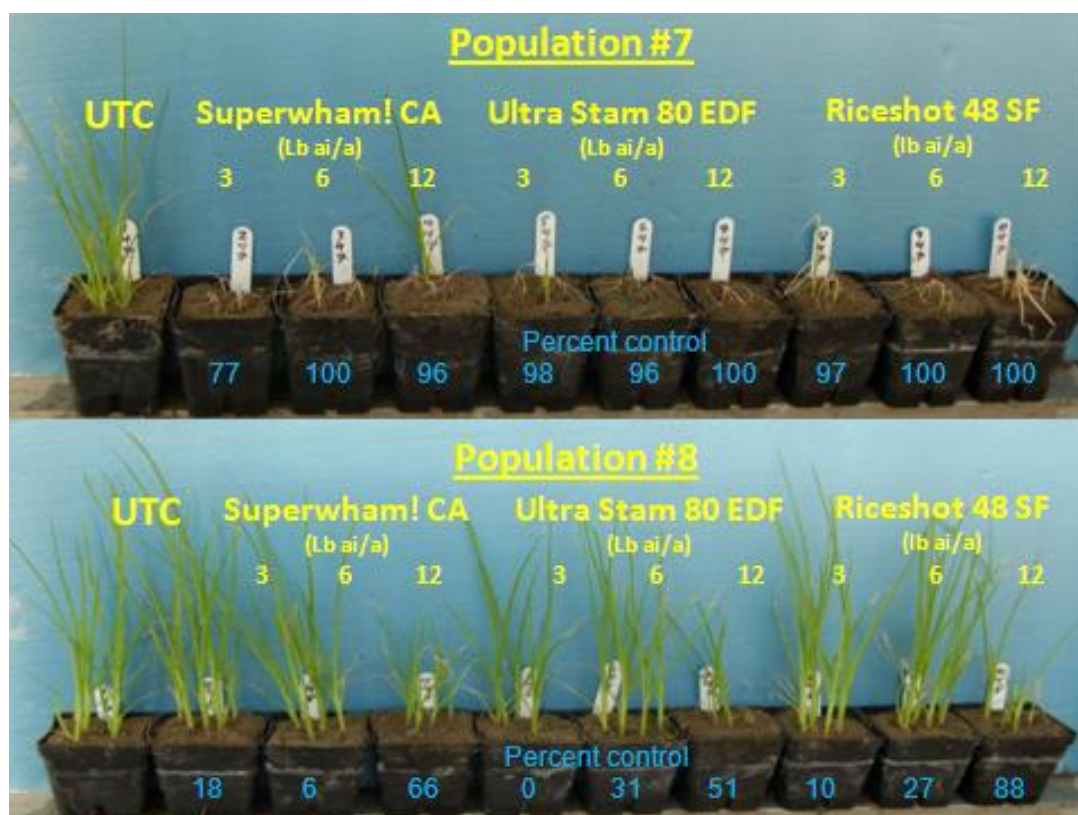 Population #7
UTC Superwham! CA Ultra Stam 80 EDF Riceshot 48 SF
(Lb ai/a) (Lb ai/a) (lb ai/a)
3 6 12 3 6 12 3 6 12
Percent control
77 100 96 98 96 100 97 100 100
Population #8
UTC Superwham! CA Ultra Stam 80 EDF Riceshot 48 SF
(Lb ai/a) (Lb ai/a) (lb ai/a)
3 6 12 3 6 12 3 6 12
Percent control
18 6 66 0 31 51 10 27 88